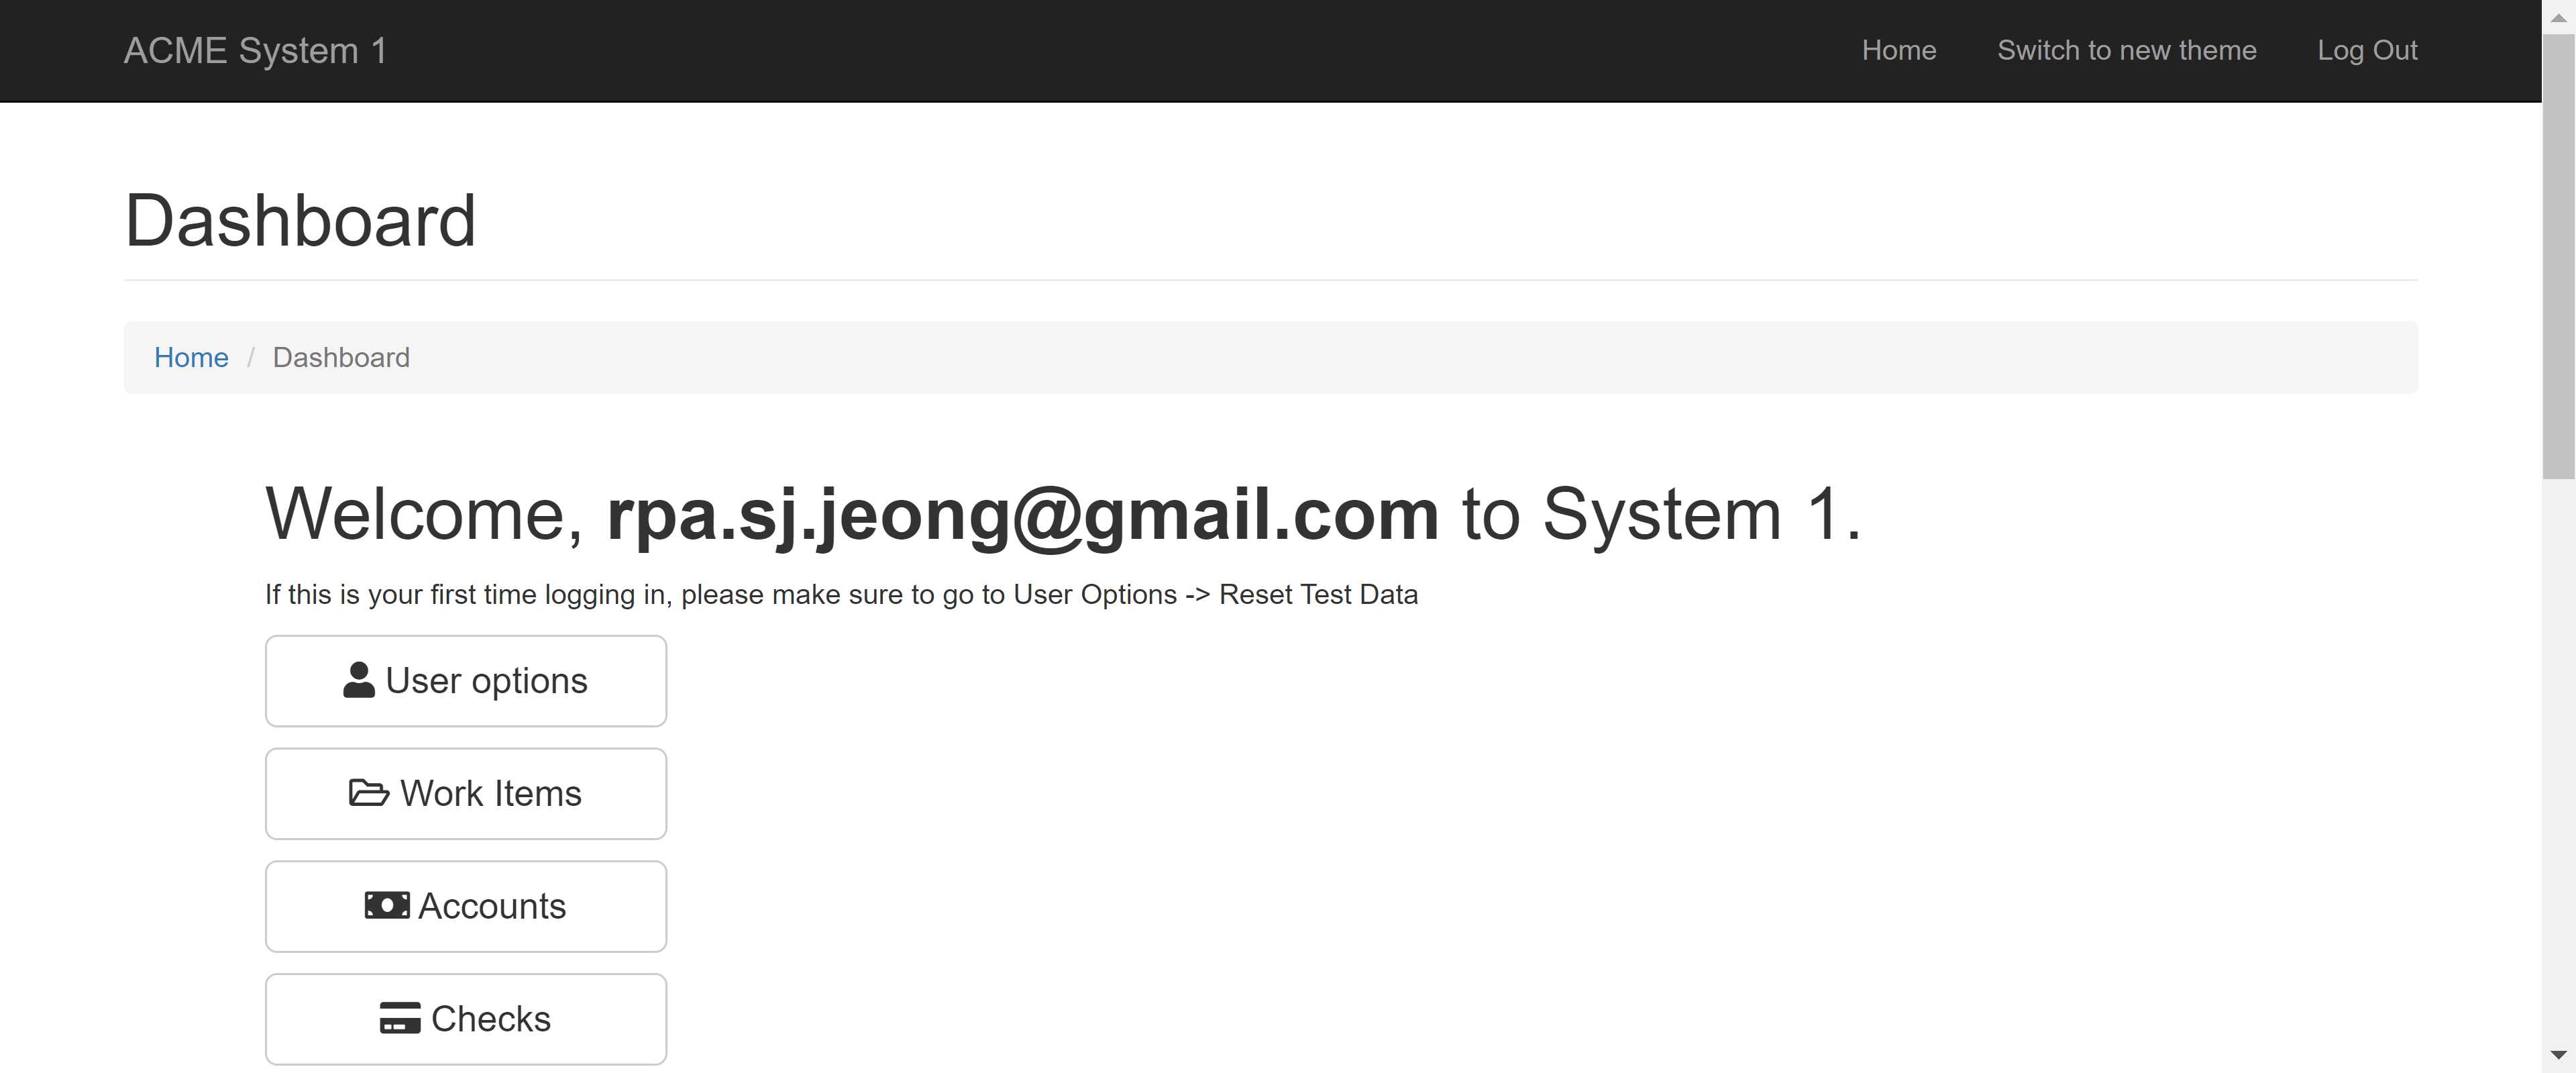 ACME System 1
Home Switch to new theme Log Out
Dashboard
Home / Dashboard
Welcome, rpa.sj.jeong@gmail.com to System 1.
If this is your first time logging in, please make sure to go to User Options -> Reset Test Data
User options
Work Items
Accounts
Checks